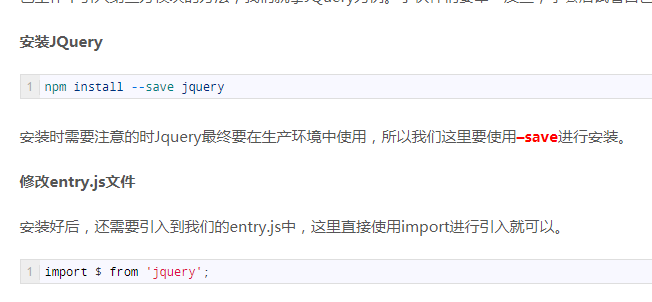 安装JQuery
1 npm install --save jquery
安装时需要注意的时Jquery最终要在生产环境中使用，所以我们这里要使用–save进行安装。
修改entry.js文件
安装好后，还需要引入到我们的entry.js中，这里直接使用import进行引入就可以。
1 import $ from 'jquery';